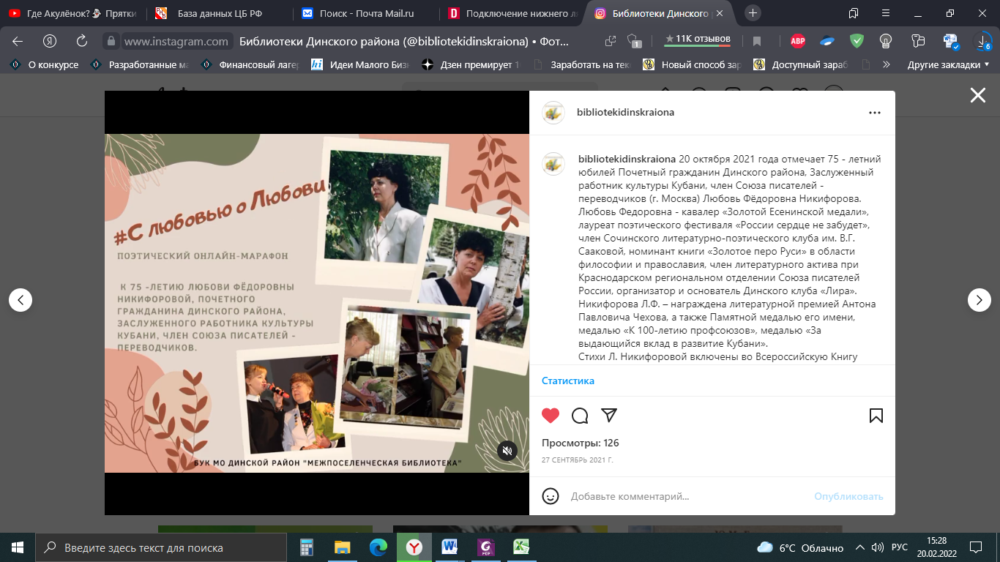 Где Акулёнок? Прятки
База данных ЦБ РФ
Поиск - Почта Mail.ru
Подключение нижнего л
Библиотеки Динского
www.instagram.com
Библиотеки Динского района (@bibliotekidinskraiona) • Фот...
★ 11K отзывов
1
ABP
6
О конкурсе
Разработанные ма
Финансовый лагер
hi Идеи Малого Бизн
Дзен премирует 1
Заработать на тек
Новый способ зар
Доступный зараб
»
Другие закладки
#С любовью о Любови
ПОЭТИЧЕСКИЙ ОНЛАЙН-МАРАФОН
К 75 -ЛЕТИЮ ЛЮБОВИ ФЁДОРОВНЫ
НИКИФОРОВОЙ, ПОЧЕТНОГО
ГРАЖДАНИНА ДИНСКОГО РАЙОНА,
ЗАСЛУЖЕННОГО РАБОТНИКА КУЛЬТУРЫ
КУБАНИ, ЧЛЕН СОЮЗА ПИСАТЕЛЕЙ -
ПЕРЕВОДЧИКОВ.
БУК МО ДИНСКОЙ РАЙОН "МЕЖПОСЕЛЕНЧЕСКАЯ БИБЛИОТЕКА"
bibliotekidinskraiona
bibliotekidinskraiona 20 октября 2021 года отмечает 75 - летний
юбилей Почетный гражданин Динского района, Заслуженный
работник культуры Кубани, член Союза писателей -
переводчиков (г. Москва) Любовь Фёдоровна Никифорова.
Любовь Федоровна - кавалер «Золотой Есенинской медали»,
лауреат поэтического фестиваля «России сердце не забудет»,
член Сочинского литературно-поэтического клуба им. В.Г.
Сааковой, номинант книги «Золотое перо Руси» в области
философии и православия, член литературного актива при
Краснодарском региональном отделении Союза писателей
России, организатор и основатель Динского клуба «Лира».
Никифорова Л.Ф. – награждена литературной премией Антона
Павловича Чехова, а также Памятной медалью его имени,
медалью «К 100-летию профсоюзов», медалью «За
выдающийся вклад в развитие Кубани».
Стихи Л. Никифоровой включены во Всероссийскую Книгу
Статистика
Просмотры: 126
27 СЕНТЯБРЬ 2021 Г.
Добавьте комментарий...
Опубликовать
Введите здесь текст для поиска
6°C Облачно
РУС
15:28
20.02.2022